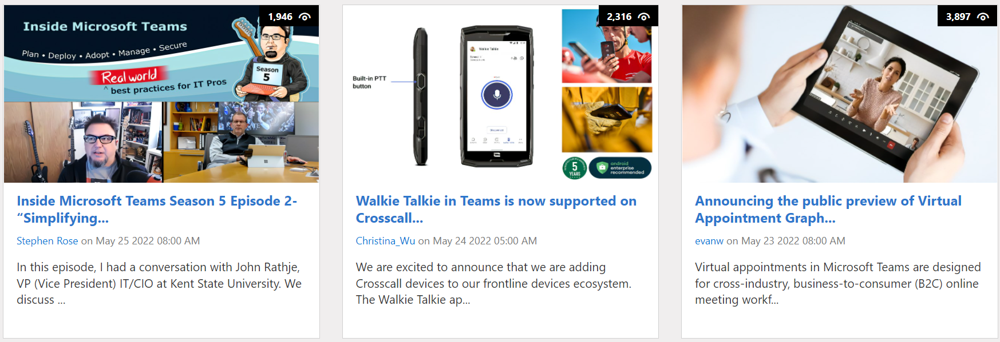 1,946
Inside Microsoft Teams
Plan • Deploy • Adopt • Manage • Secure
Real world
^ best practices for IT Pros
Season
5
Inside Microsoft Teams Season 5 Episode 2-
“Simplifying...
Stephen Rose on May 25 2022 08:00 AM
In this episode, I had a conversation with John Rathje,
VP (Vice President) IT/CIO at Kent State University. We
discuss ...
2,316
Built-in PTT
button
Walkie Talkie
Disconnect
5
YEARS
android
enterprise
recommended
Walkie Talkie in Teams is now supported on
Crosscall...
Christina_Wu on May 24 2022 05:00 AM
We are excited to announce that we are adding
Crosscall devices to our frontline devices ecosystem.
The Walkie Talkie ap...
3,897
Announcing the public preview of Virtual
Appointment Graph...
evanw on May 23 2022 08:00 AM
Virtual appointments in Microsoft Teams are designed
for cross-industry, business-to-consumer (B2C) online
meeting workf...